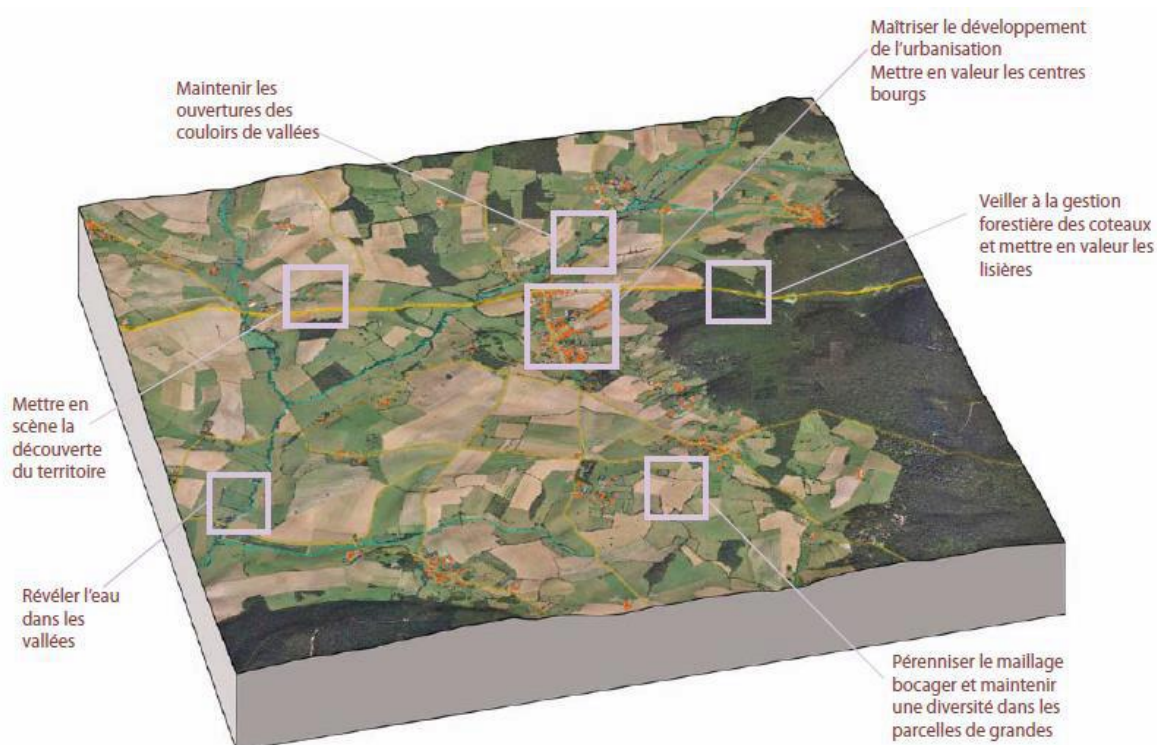 Maîtriser le développement
de l'urbanisation
Mettre en valeur les centres
bourgs
Maintenir les
ouvertures des
couloirs de vallées
Veiller à la gestion
forestière des coteaux
et mettre en valeur les
lisières
Mettre en
scène la
découverte
du territoire
Révéler l'eau
dans les
vallées
Pérenniser le maillage
bocager et maintenir
une diversité dans les
parcelles de grandes